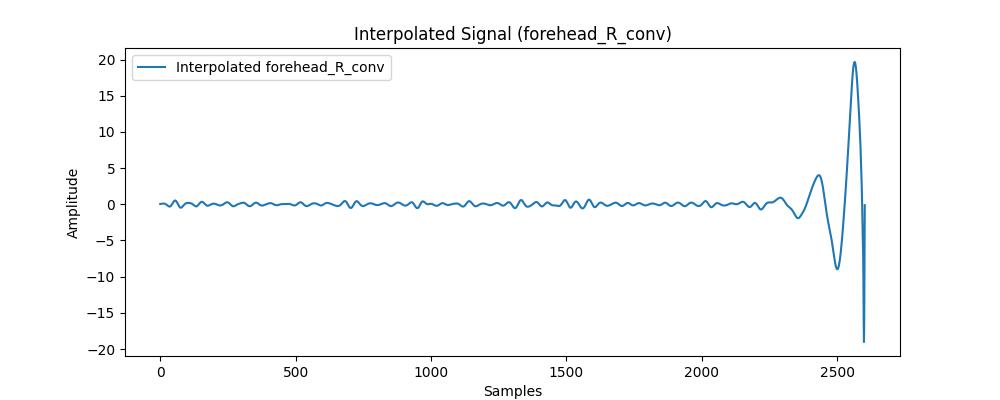 Interpolated Signal (forehead_R_conv)
Interpolated forehead_R_conv
20
15
10
5
0
−5
−10
−15
−20
Amplitude
0 500 1000 1500 2000 2500
Samples